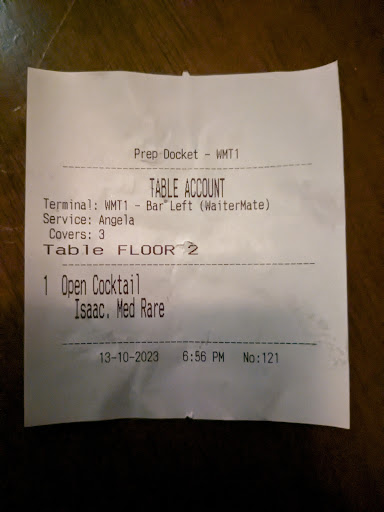 Prep Docket - WMT1
TABLE ACCOUNT
Terminal: WMT1 - Bar Left (WaiterMate)
Service: Angela
Covers: 3
Table FLOOR 2
1 Open Cocktail
Isaac. Med Rare
13-10-2023 6:56 PM No:121